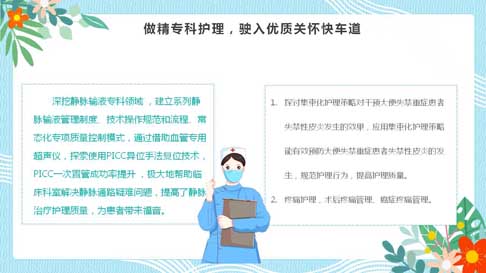 做精专科护理，驶入优质关怀快车道
深挖静脉输液专科领域，建立系列静
脉输液管理制度、技术操作规范和流程、常
态化专项质量控制模式，通过借助血管专用
超声仪，探索使用PICC异位手法复位技术，
PICC一次置管成功率提升，极大地帮助临
床科室解决静脉通路疑难问题，提高了静脉
治疗护理质量，为患者带来福音。
1. 探讨集束化护理策略对干预大便失禁重症患者
失禁性皮炎发生的效果，应用集束化护理策略
能有效预防大便失禁重症患者失禁性皮炎的发
生，规范护理行为，提高护理质量。
2. 疼痛护理，术后疼痛管理、癌症疼痛管理。